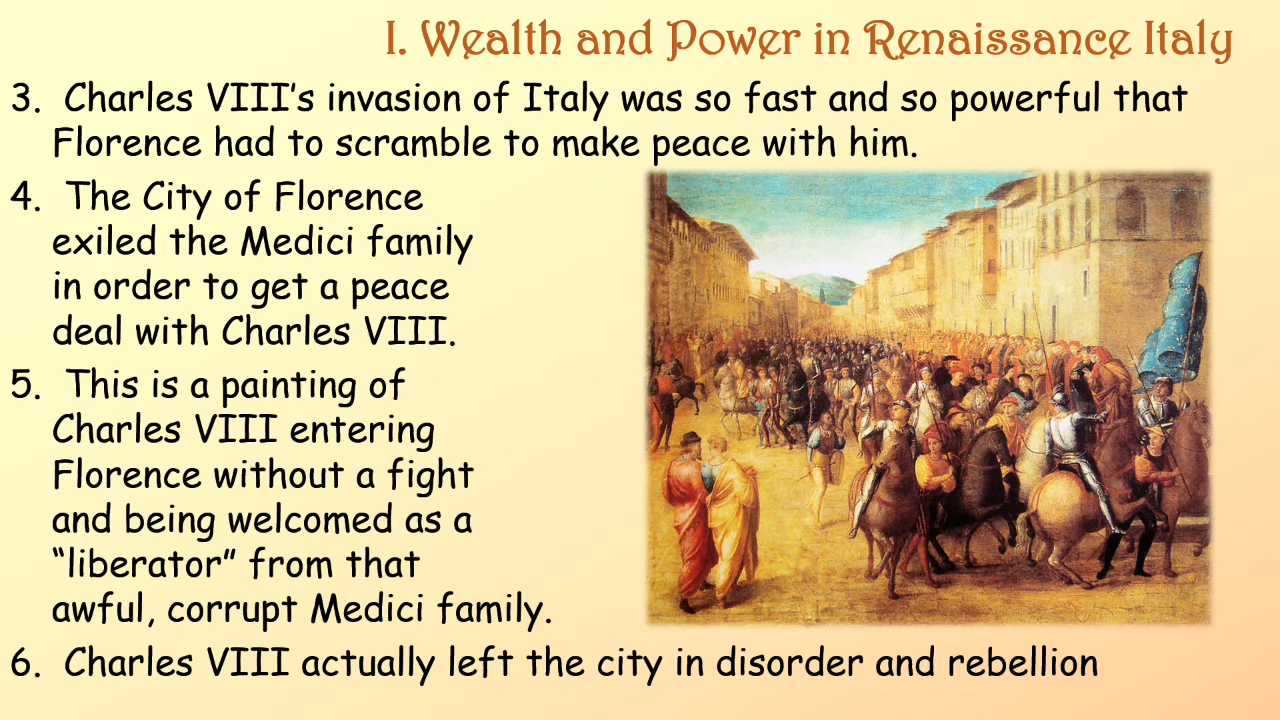 I. Wealth and Power in Renaissance Italy
3. Charles VIII's invasion of Italy was so fast and so powerful that
Florence had to scramble to make peace with him.
4. The City of Florence
exiled the Medici family
in order to get a peace
deal with Charles VIII.
5. This is a painting of
Charles VIII entering
Florence without a fight
and being welcomed as a
“liberator” from that
awful, corrupt Medici family.
6. Charles VIII actually left the city in disorder and rebellion